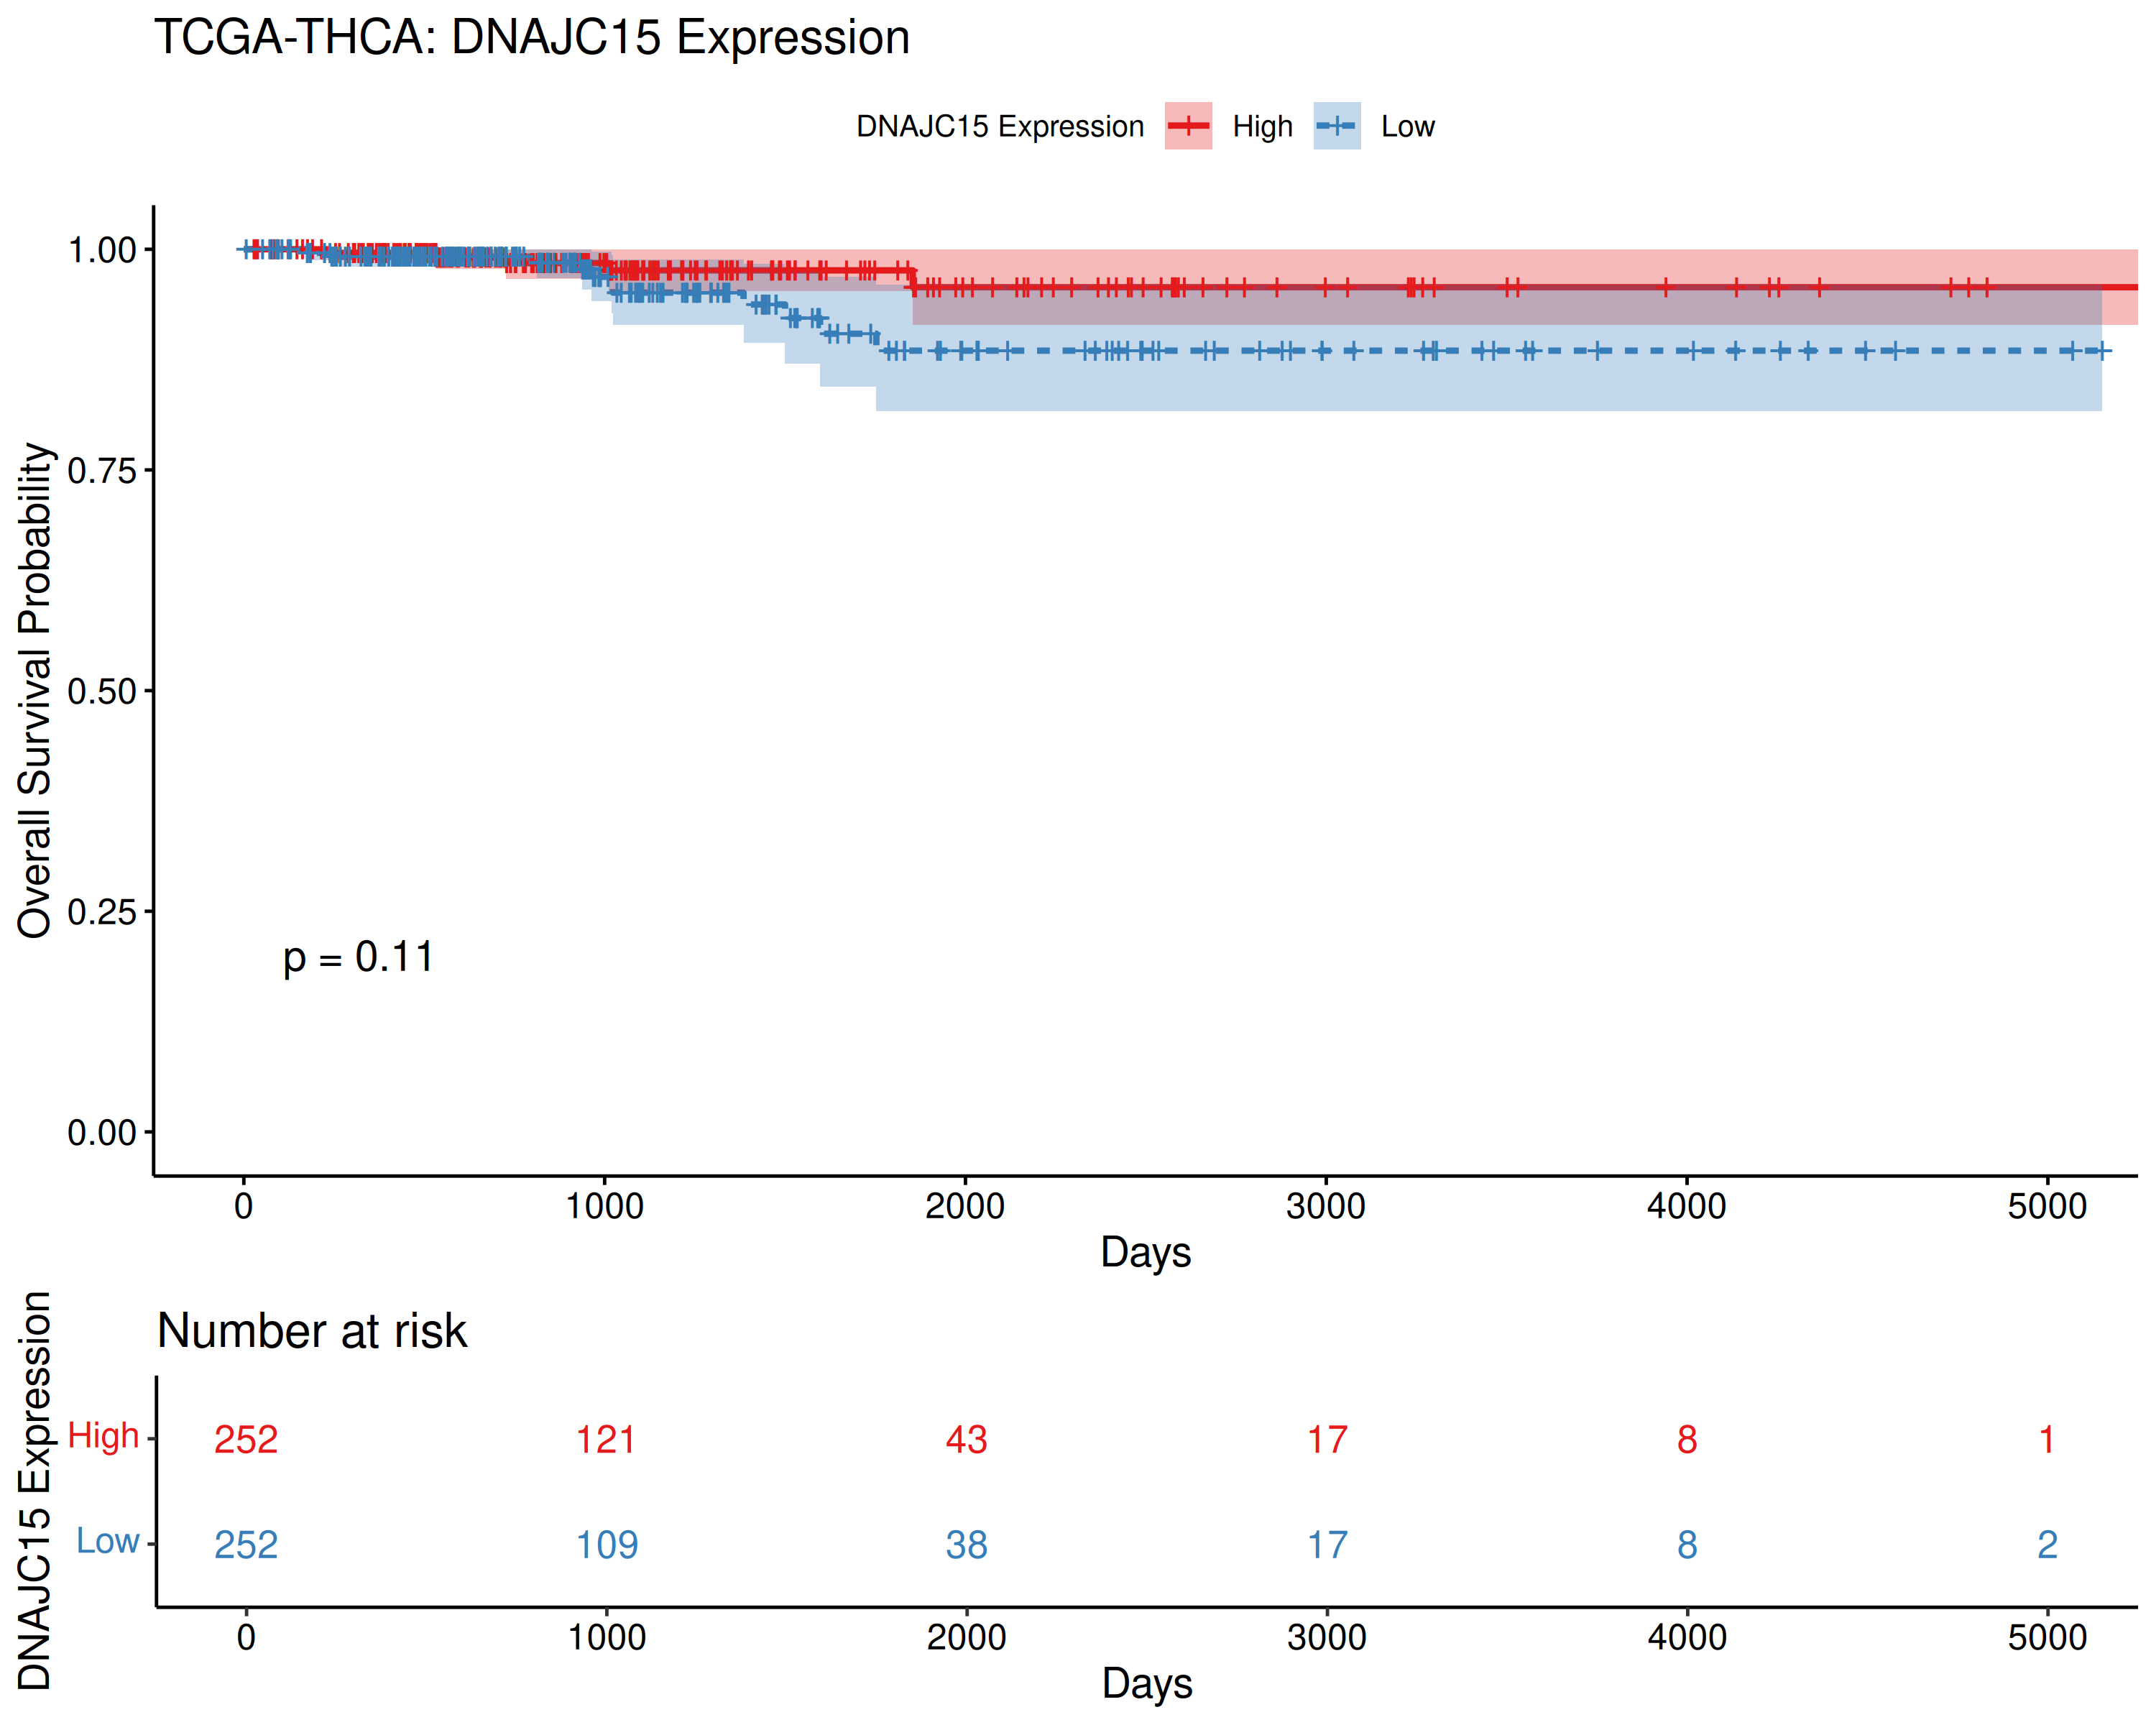 TCGA-THCA: DNAJC15 Expression
DNAJC15 Expression High Low
Overall Survival Probability
1.00
0.75
0.50
0.25
0.00
p = 0.11
0 1000 2000 3000 4000 5000
Days
Number at risk
DNAJC15 Expression
High 252 121 43 17 8 1
Low 252 109 38 17 8 2
0 1000 2000 3000 4000 5000
Days